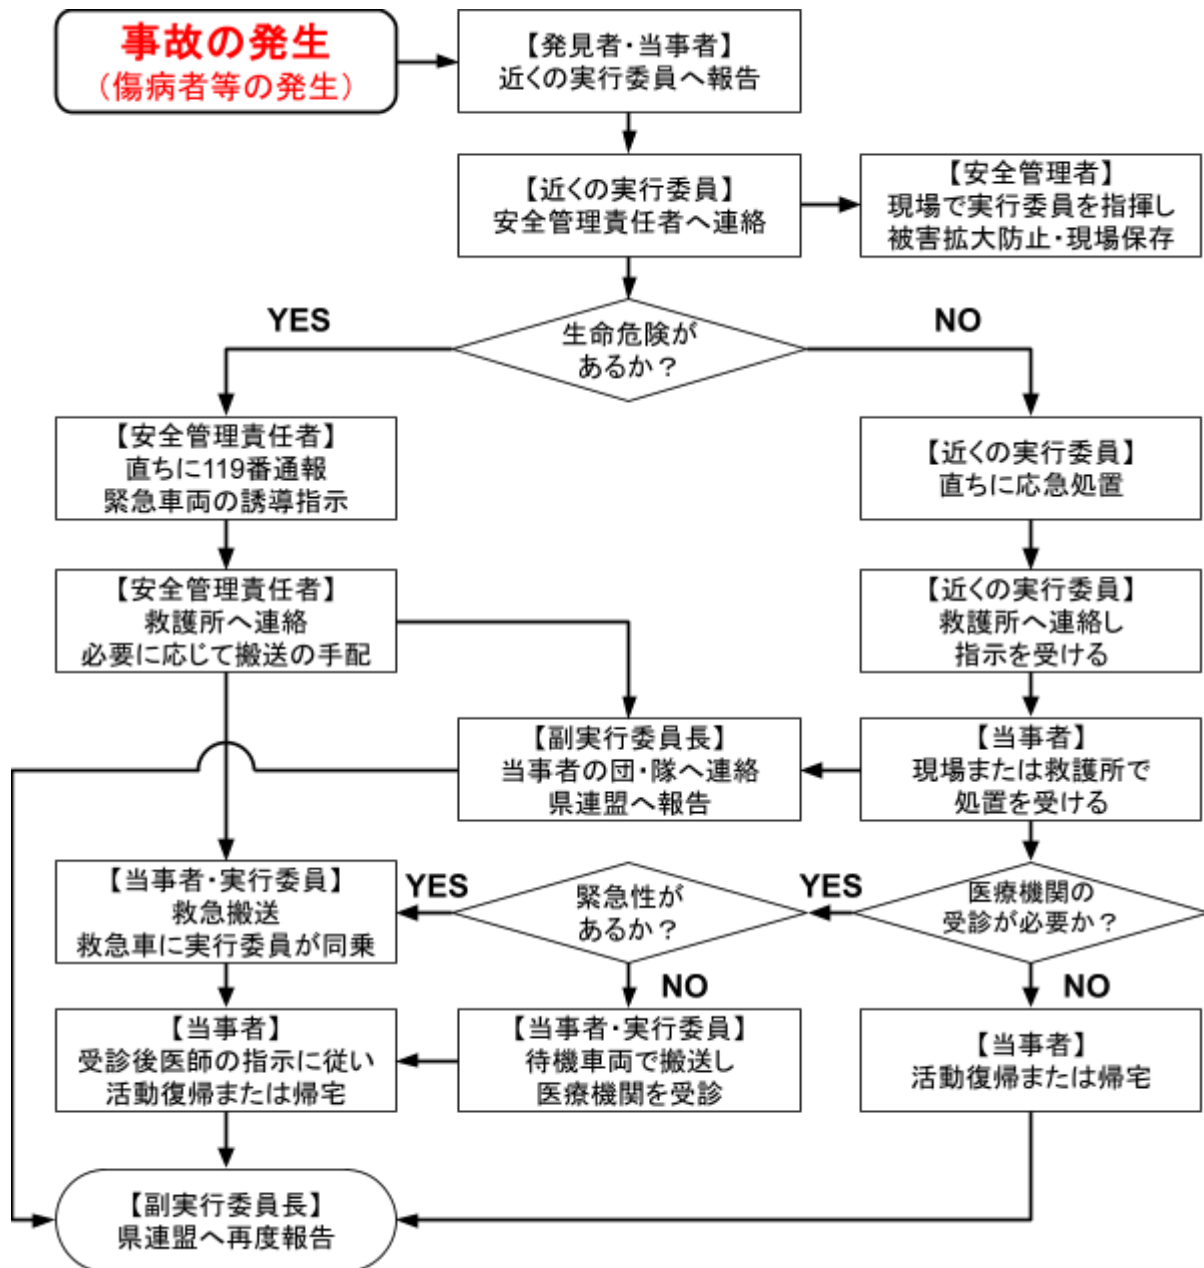 事故の発生
（傷病者等の発生）
【発見者・当事者】
近くの実行委員へ報告
【近くの実行委員】
安全管理責任者へ連絡
【安全管理者】
現場で実行委員を指揮し
被害拡大防止・現場保存
YES
生命危険が
あるか？
NO
【安全管理責任者】
直ちに119番通報
緊急車両の誘導指示
【近くの実行委員】
直ちに応急処置
【安全管理責任者】
救護所へ連絡
必要に応じて搬送の手配
【近くの実行委員】
救護所へ連絡し
指示を受ける
【副実行委員長】
当事者の団・隊へ連絡
県連盟へ報告
【当事者】
現場または救護所で
処置を受ける
【当事者・実行委員】
救急搬送
救急車に実行委員が同乗
YES
緊急性が
あるか？
YES
医療機関の
受診が必要か？
NO
NO
【当事者】
受診後医師の指示に従い
活動復帰または帰宅
【当事者・実行委員】
待機車両で搬送し
医療機関を受診
【当事者】
活動復帰または帰宅
【副実行委員長】
県連盟へ再度報告